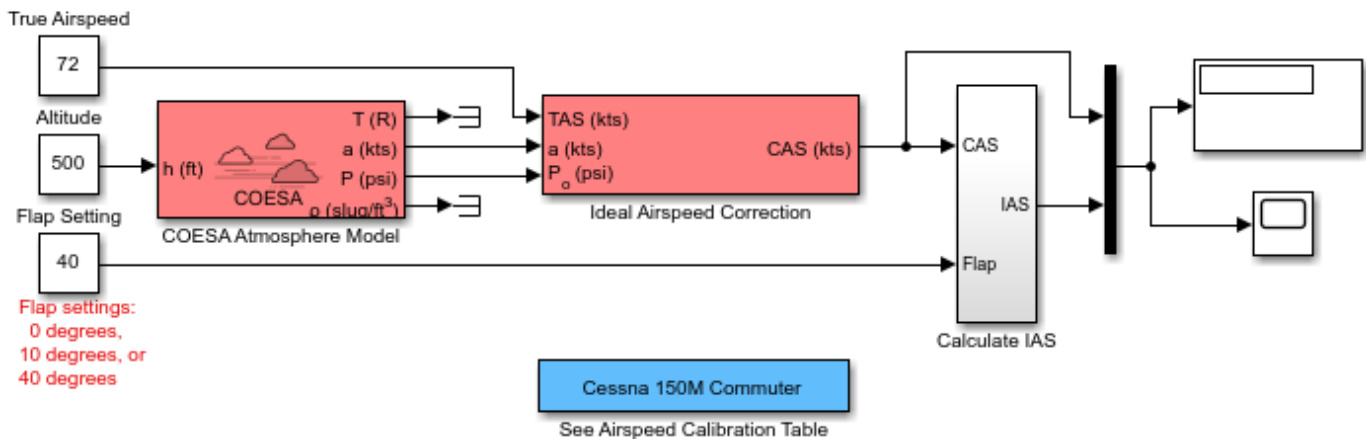 True Airspeed
72
Altitude
500
Flap Setting
40
Flap settings:
0 degrees,
10 degrees, or
40 degrees
h (ft)
T (R)
a (kts)
P (psi)
ρ (slug/ft³)
COESA
COESA Atmosphere Model
TAS (kts)
a (kts)
P₀ (psi)
CAS (kts)
Ideal Airspeed Correction
CAS
IAS
Flap
Calculate IAS
Cessna 150M Commuter
See Airspeed Calibration Table